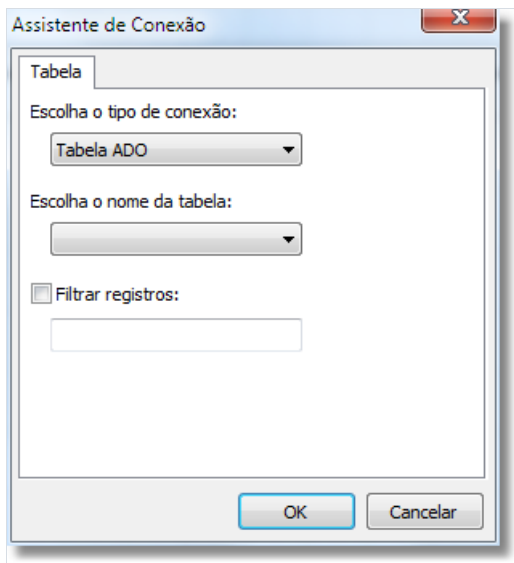 Assistente de Conexão
Tabela
Escolha o tipo de conexão:
Tabela ADO
Escolha o nome da tabela:
Filtrar registros:
OK
Cancelar